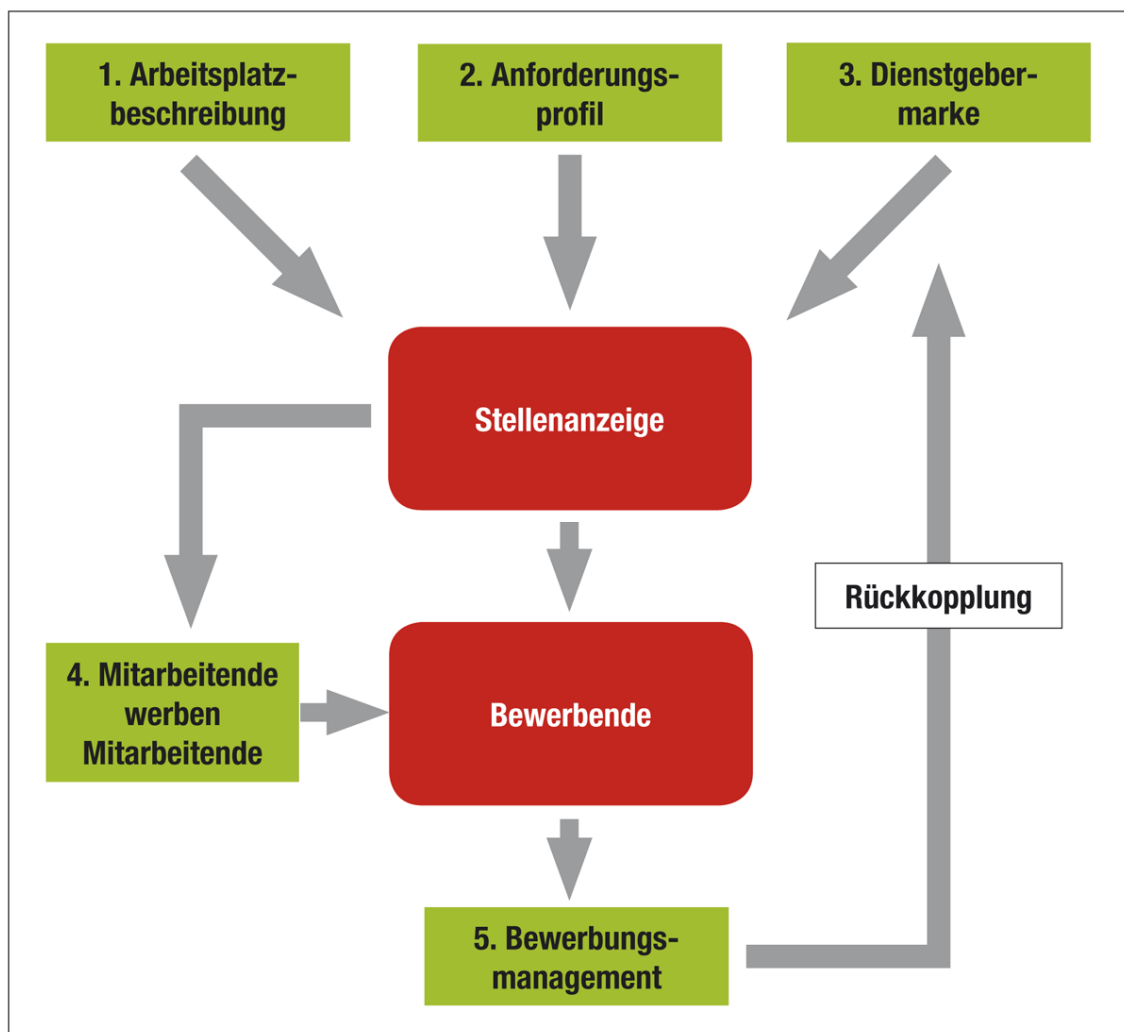 1. Arbeitsplatz-
beschreibung
2. Anforderungs-
profil
3. Dienstgeber-
marke
Stellenanzeige
Rückkopplung
4. Mitarbeitende
werben
Mitarbeitende
Bewerbende
5. Bewerbungs-
management